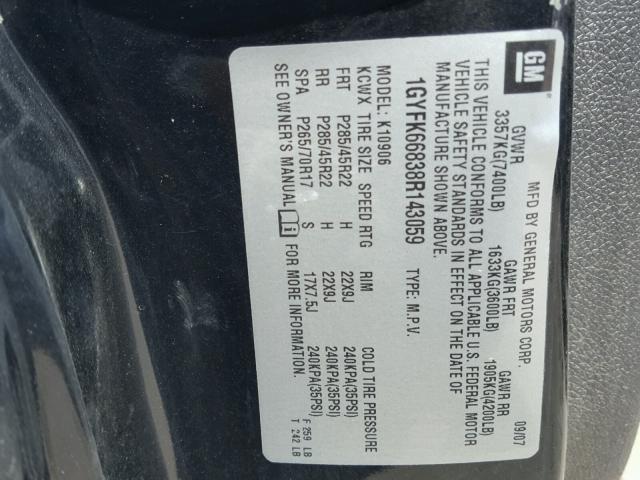 GM
MFD BY GENERAL MOTORS CORP. 09/07
GVWR GAWR FRT GAWR RR
3357KG(7400LB) 1633KG(3600LB) 1905KG(4200LB)
THIS VEHICLE CONFORMS TO ALL APPLICABLE U.S. FEDERAL MOTOR
VEHICLE SAFETY STANDARDS IN EFFECT ON THE DATE OF
MANUFACTURE SHOWN ABOVE.
1GYFK66838R143059 TYPE: M.P.V.
MODEL: K10906
KCWX TIRE SIZE SPEED RTG RIM COLD TIRE PRESSURE
FRT P285/45R22 H 22X9J 240KPA(35PSI)
RR P285/45R22 H 22X9J 240KPA(35PSI)
SPA P265/70R17 S 17X7.5J 240KPA(35PSI)
SEE OWNER'S MANUAL i FOR MORE INFORMATION.
F 259 LB
T 242 LB